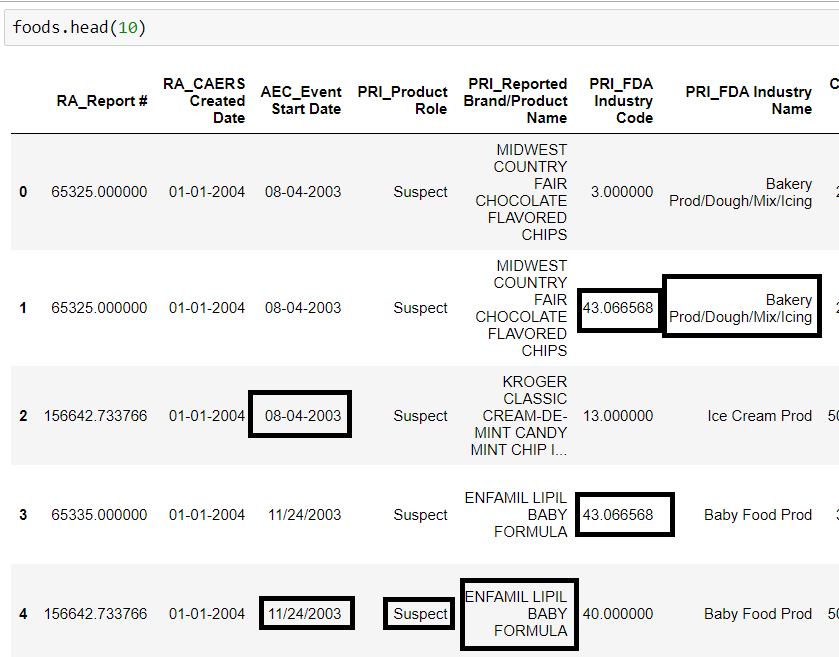 foods.head(10)
RA_Report #
RA_CAERS
Created
Date
AEC_Event
Start Date
PRI_Product
Role
PRI_Reported
Brand/Product
Name
PRI_FDA
Industry
Code
PRI_FDA Industry
Name
C
0
65325.000000
01-01-2004
08-04-2003
Suspect
MIDWEST
COUNTRY
FAIR
CHOCOLATE
FLAVORED
CHIPS
3.000000
Bakery
Prod/Dough/Mix/Icing
2
1
65325.000000
01-01-2004
08-04-2003
Suspect
MIDWEST
COUNTRY
FAIR
CHOCOLATE
FLAVORED
CHIPS
43.066568
Bakery
Prod/Dough/Mix/Icing
2
2
156642.733766
01-01-2004
08-04-2003
Suspect
KROGER
CLASSIC
CREAM-DE-
MINT CANDY
MINT CHIP I...
13.000000
Ice Cream Prod
50
3
65335.000000
01-01-2004
11/24/2003
Suspect
ENFAMIL LIPIL
BABY
FORMULA
43.066568
Baby Food Prod
4
156642.733766
01-01-2004
11/24/2003
Suspect
ENFAMIL LIPIL
BABY
FORMULA
40.000000
Baby Food Prod
50